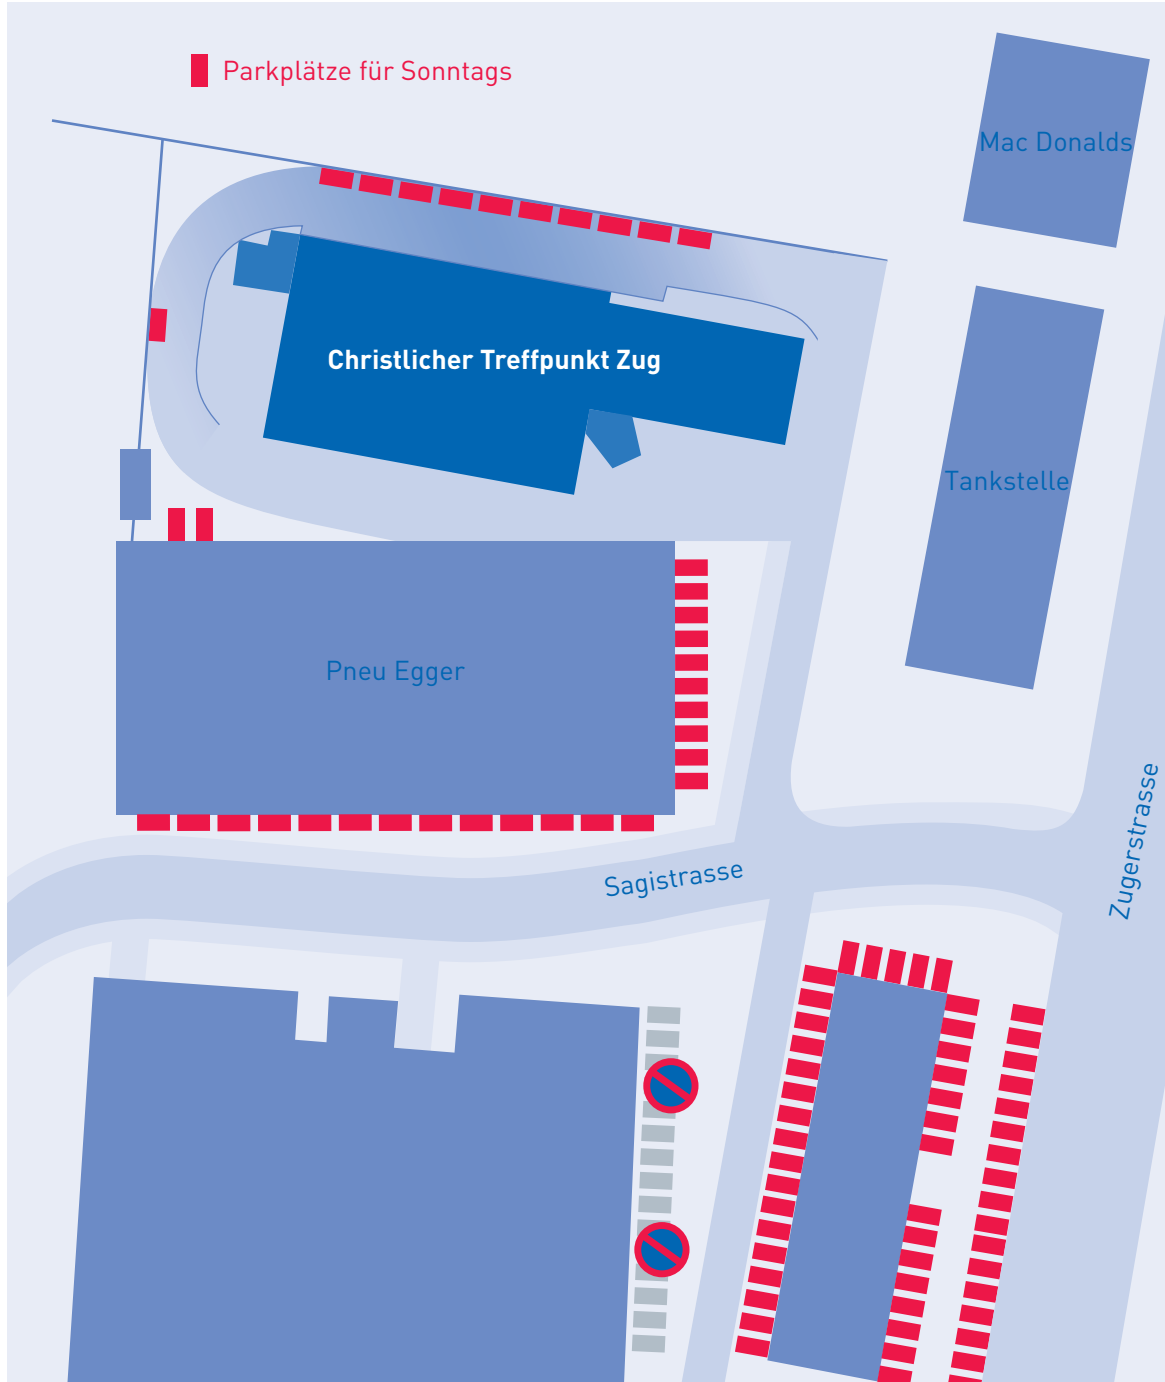 Parkplätze für Sonntags
Mac Donalds
Christlicher Treffpunkt Zug
Tankstelle
Pneu Egger
Sagistrasse
Zugerstrasse